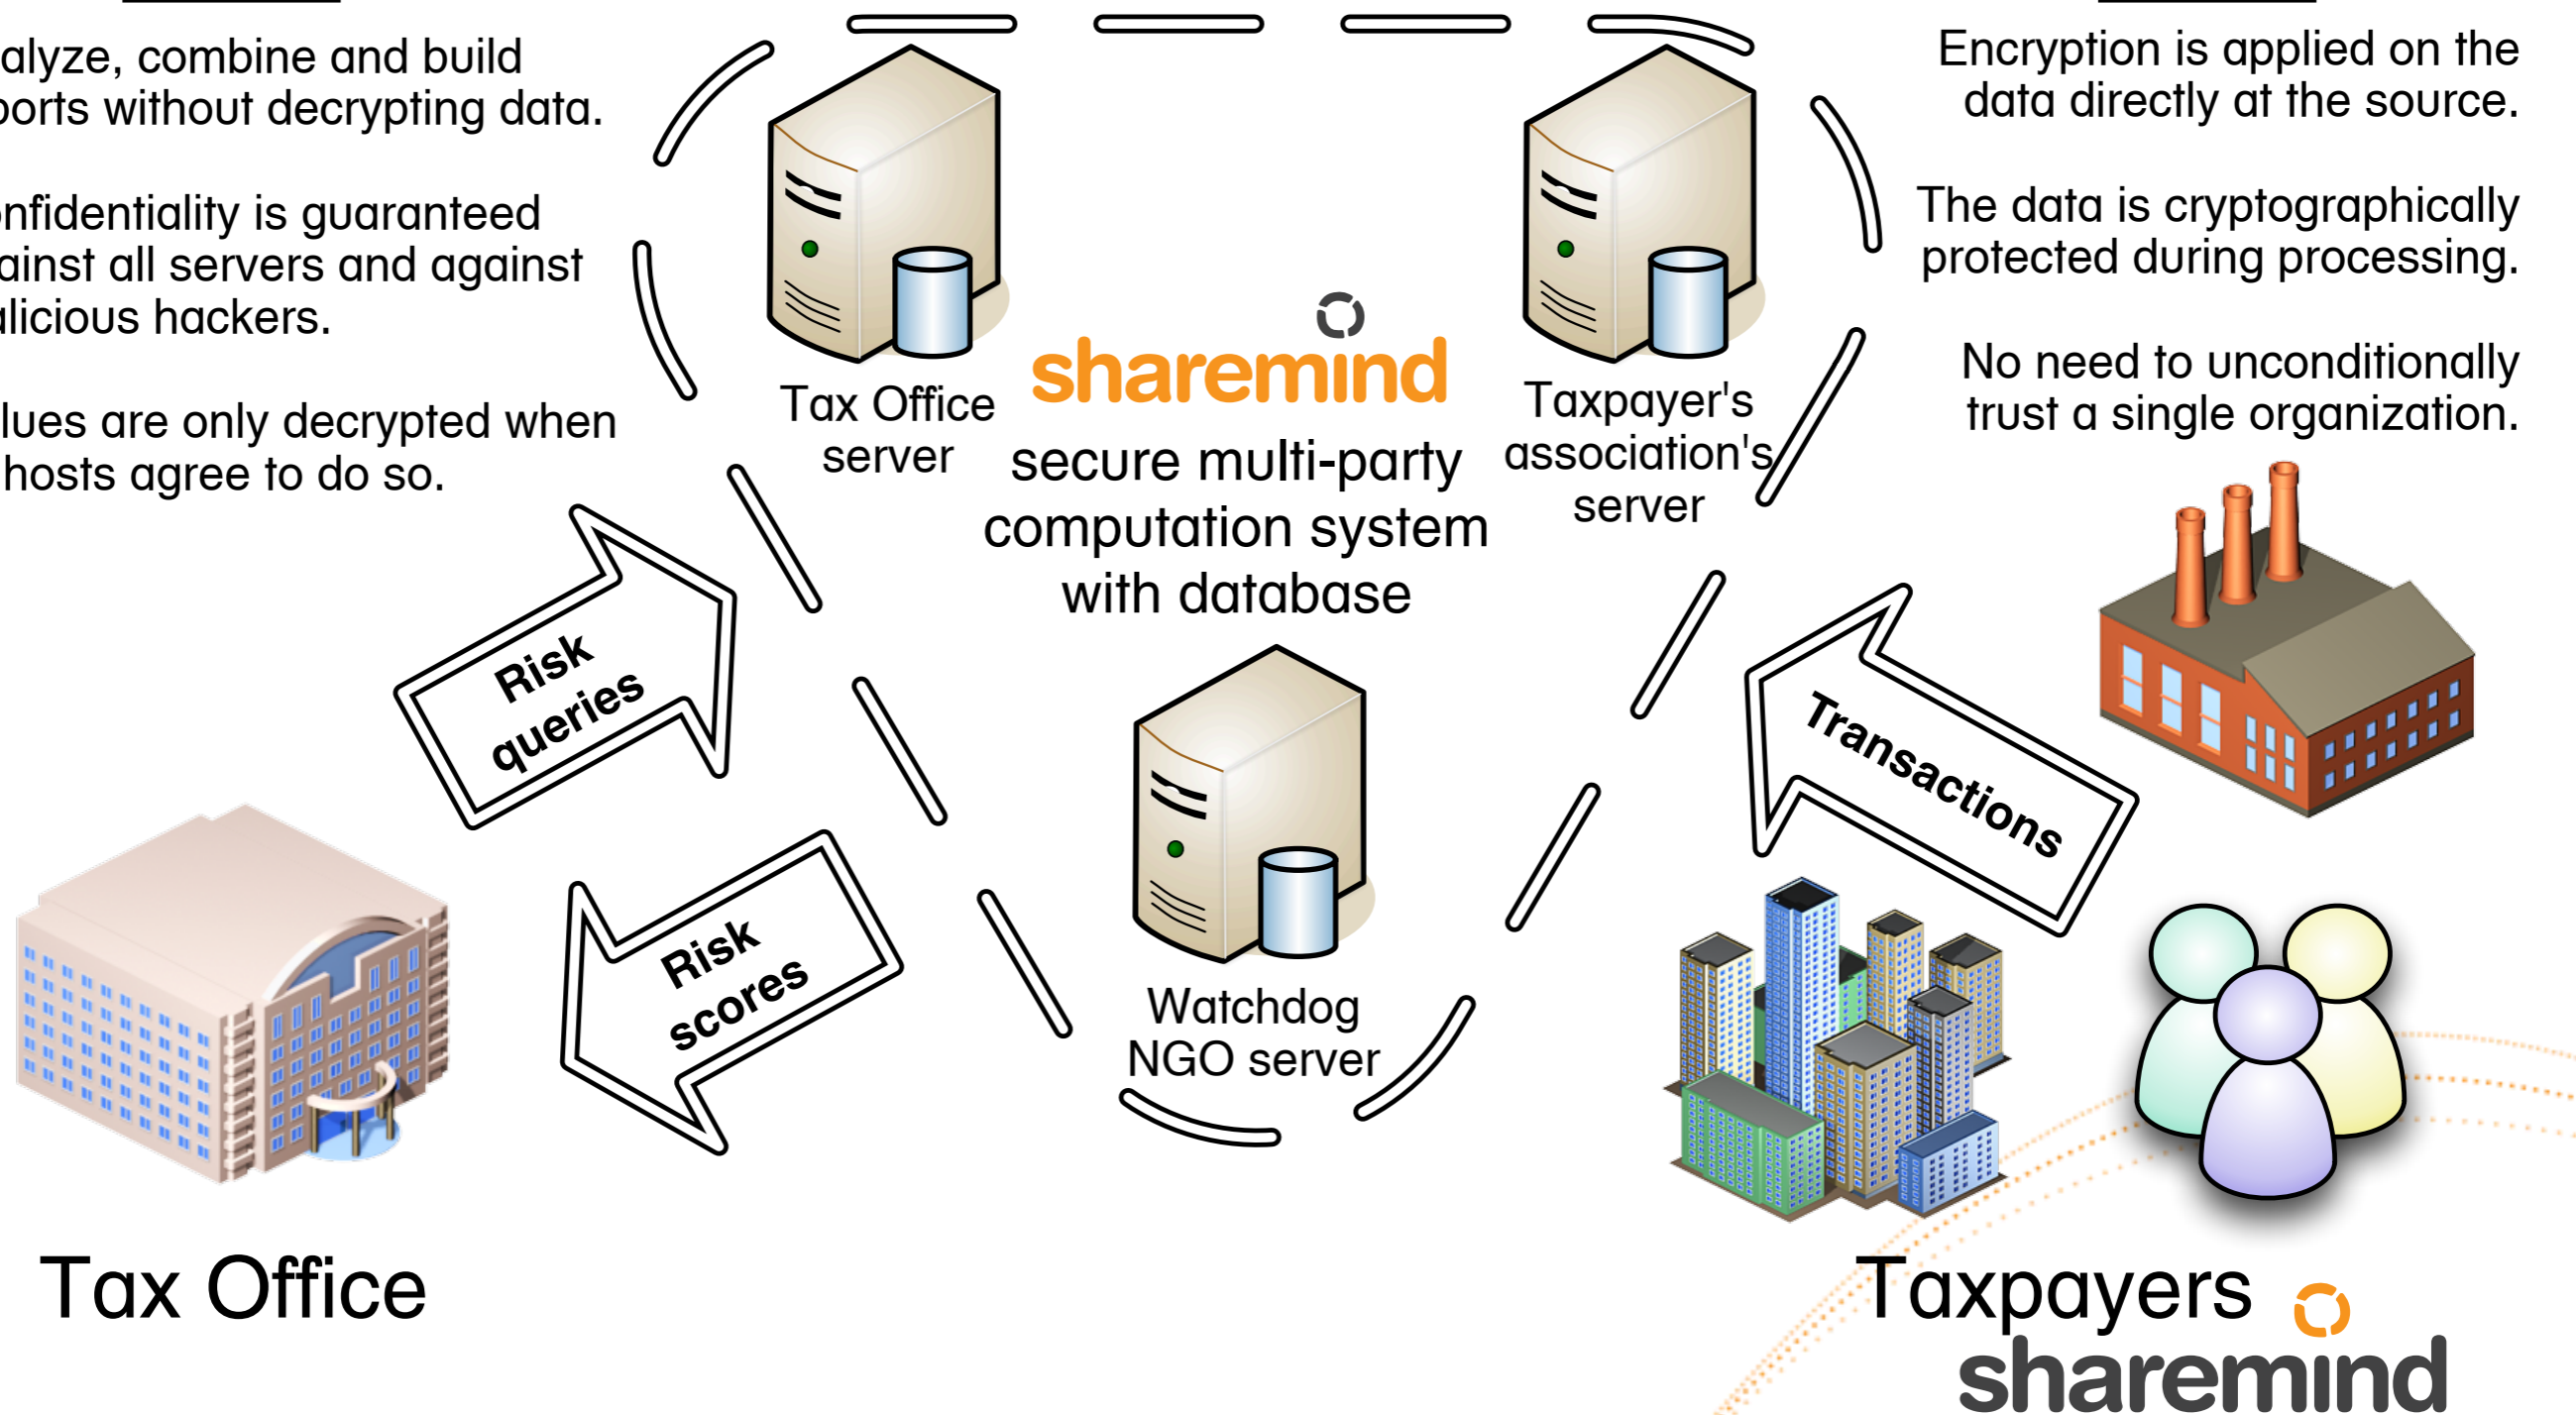 alyze, combine and build
ports without decrypting data.
onfidentiality is guaranteed
ainst all servers and against
alicious hackers.
lues are only decrypted when
hosts agree to do so.
Tax Office
server
sharemind
secure multi-party
computation system
with database
Taxpayer's
association's
server
Encryption is applied on the
data directly at the source.
The data is cryptographically
protected during processing.
No need to unconditionally
trust a single organization.
Risk
queries
Risk
scores
Watchdog
NGO server
Transactions
Tax Office
Taxpayers
sharemind